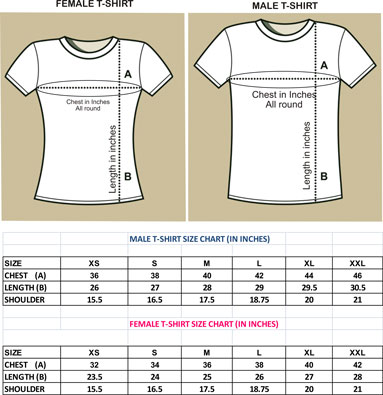 FEMALE T-SHIRT MALE T-SHIRT
A
Chest in Inches
All round
Length in inches
B
A
Chest in Inches
All round
Length in inches
B
MALE T-SHIRT SIZE CHART (IN INCHES)
SIZE XS S M L XL XXL
CHEST (A) 36 38 40 42 44 46
LENGTH (B) 26 27 28 29 29.5 30.5
SHOULDER 15.5 16.5 17.5 18.75 20 21
FEMALE T-SHIRT SIZE CHART (IN INCHES)
SIZE XS S M L XL XXL
CHEST (A) 32 34 36 38 40 42
LENGTH (B) 23.5 24 25 26 27 28
SHOULDER 15.5 16.5 17.5 18.75 20 21